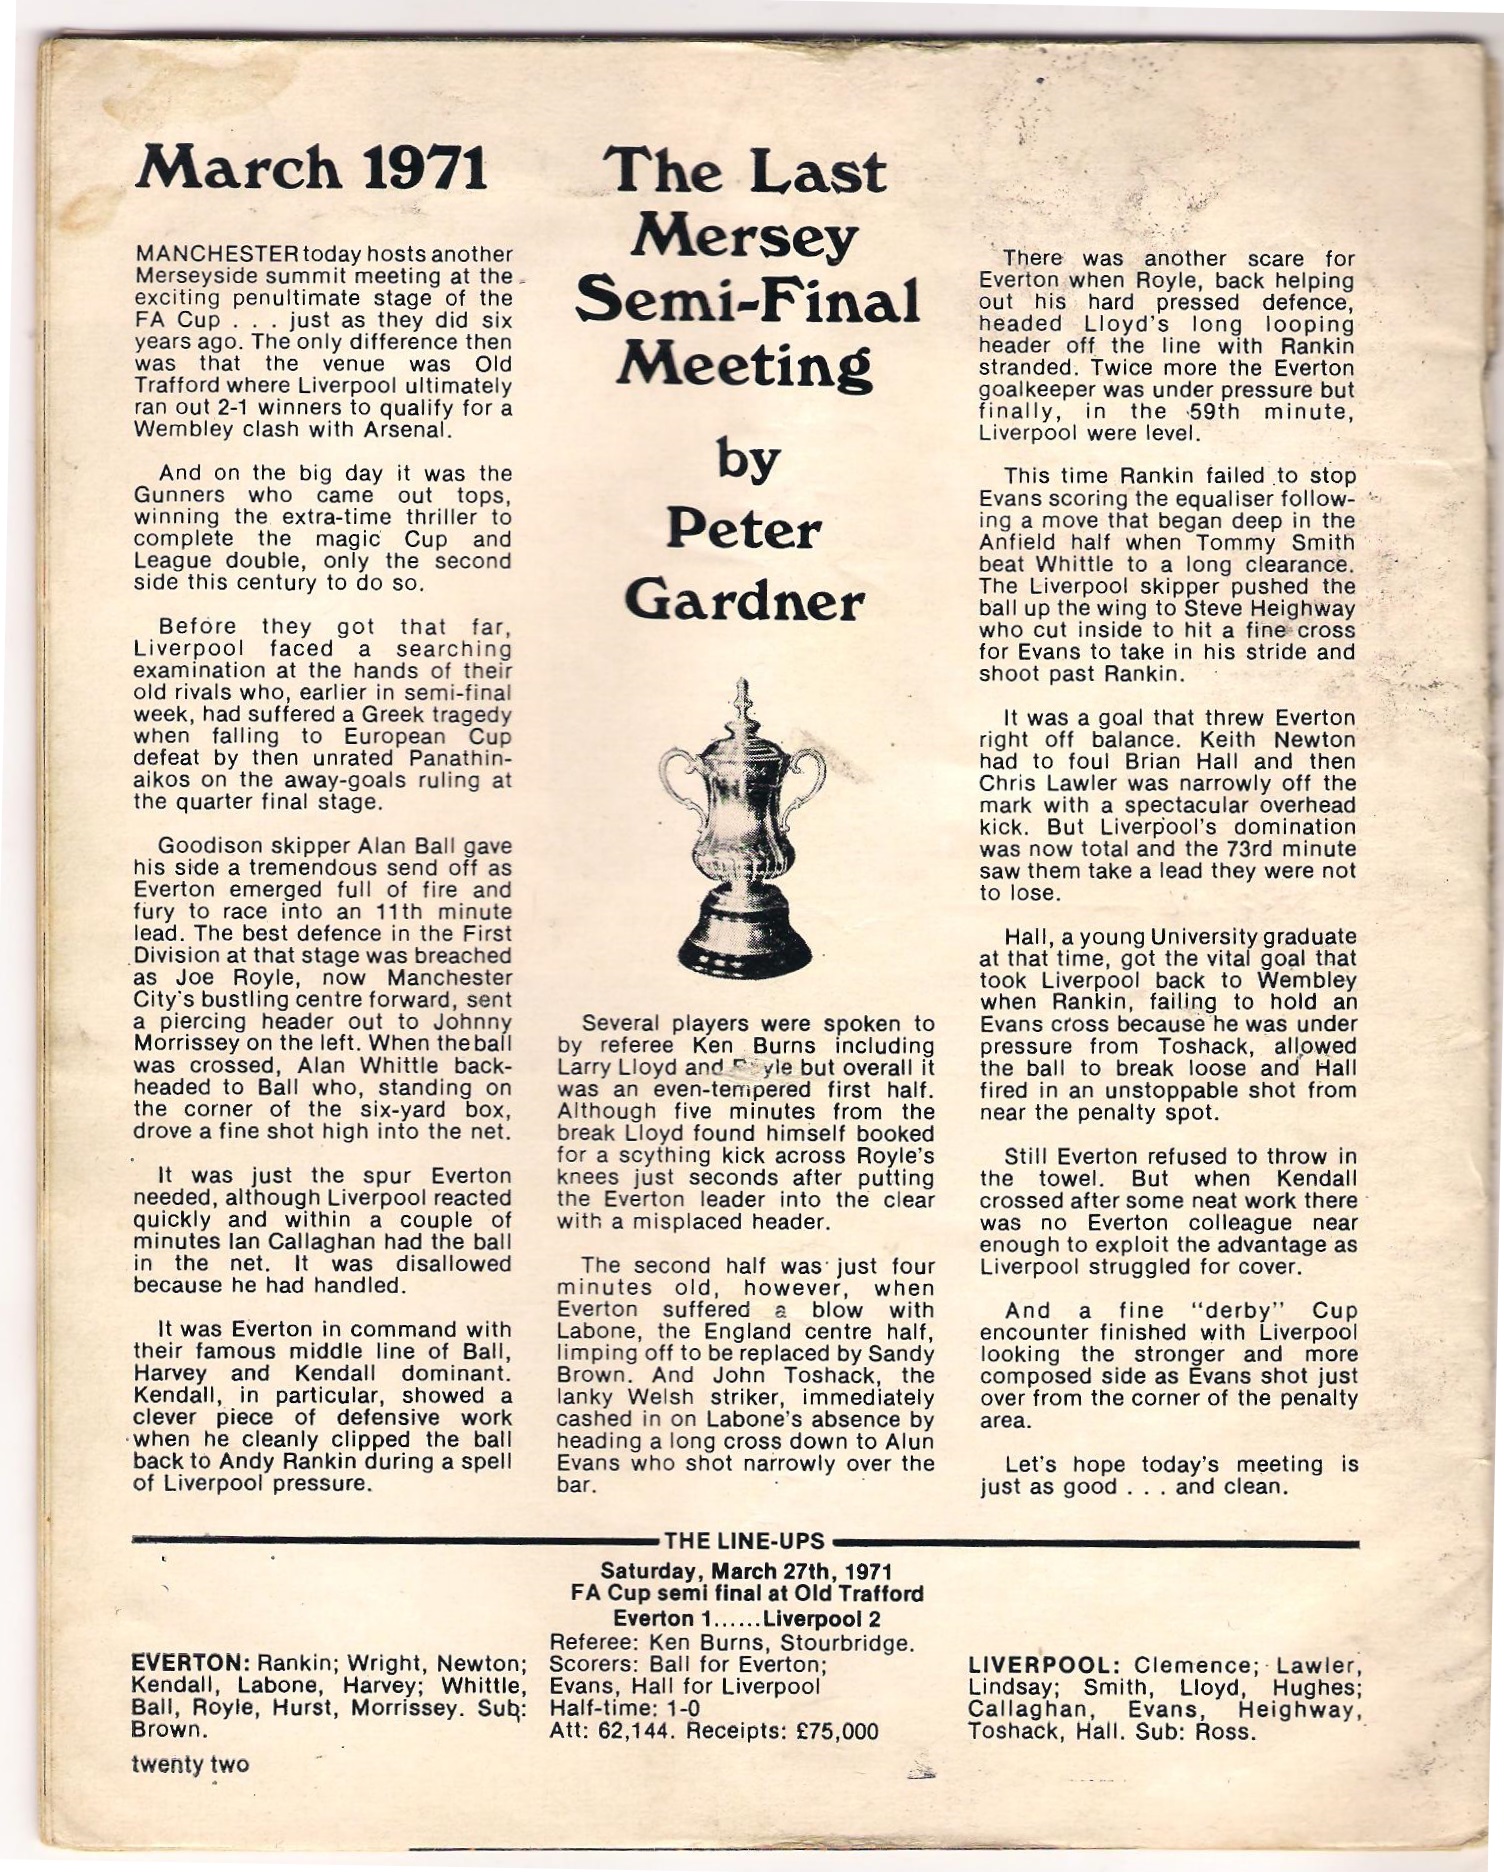 March 1971
MANCHESTER today hosts another
Merseyside summit meeting at the
exciting penultimate stage of the
FA Cup . . . just as they did six
years ago. The only difference then
was that the venue was Old
Trafford where Liverpool ultimately
ran out 2-1 winners to qualify for a
Wembley clash with Arsenal.
And on the big day it was the
Gunners who came out tops,
winning the extra-time thriller to
complete the magic Cup and
League double, only the second
side this century to do so.
Before they got that far,
Liverpool faced a searching
examination at the hands of their
old rivals who, earlier in semi-final
week, had suffered a Greek tragedy
when falling to European Cup
defeat by then unrated Panathin-
aikos on the away-goals ruling at
the quarter final stage.
Goodison skipper Alan Ball gave
his side a tremendous send off as
Everton emerged full of fire and
fury to race into an 11th minute
lead. The best defence in the First
Division at that stage was breached
as Joe Royle, now Manchester
City's bustling centre forward, sent
a piercing header out to Johnny
Morrissey on the left. When the ball
was crossed, Alan Whittle back-
headed to Ball who, standing on
the corner of the six-yard box,
drove a fine shot high into the net.
It was just the spur Everton
needed, although Liverpool reacted
quickly and within a couple of
minutes Ian Callaghan had the ball
in the net. It was disallowed
because he had handled.
It was Everton in command with
their famous middle line of Ball,
Harvey and Kendall dominant.
Kendall, in particular, showed a
clever piece of defensive work
when he cleanly clipped the ball
back to Andy Rankin during a spell
of Liverpool pressure.
The Last
Mersey
Semi-Final
Meeting
by
Peter
Gardner
Several players were spoken to
by referee Ken Burns including
Larry Lloyd and Royle but overall it
was an even-tempered first half.
Although five minutes from the
break Lloyd found himself booked
for a scything kick across Royle's
knees just seconds after putting
the Everton leader into the clear
with a misplaced header.
The second half was just four
minutes old, however, when
Everton suffered a blow with
Labone, the England centre half,
limping off to be replaced by Sandy
Brown. And John Toshack, the
lanky Welsh striker, immediately
cashed in on Labone's absence by
heading a long cross down to Alun
Evans who shot narrowly over the
bar.
There was another scare for
Everton when Royle, back helping
out his hard pressed defence,
headed Lloyd's long looping
header off the line with Rankin
stranded. Twice more the Everton
goalkeeper was under pressure but
finally, in the 59th minute,
Liverpool were level.
This time Rankin failed to stop
Evans scoring the equaliser follow-
ing a move that began deep in the
Anfield half when Tommy Smith
beat Whittle to a long clearance.
The Liverpool skipper pushed the
ball up the wing to Steve Heighway
who cut inside to hit a fine cross
for Evans to take in his stride and
shoot past Rankin.
It was a goal that threw Everton
right off balance. Keith Newton
had to foul Brian Hall and then
Chris Lawler was narrowly off the
mark with a spectacular overhead
kick. But Liverpool's domination
was now total and the 73rd minute
saw them take a lead they were not
to lose.
Hall, a young University graduate
at that time, got the vital goal that
took Liverpool back to Wembley
when Rankin, failing to hold an
Evans cross because he was under
pressure from Toshack, allowed
the ball to break loose and Hall
fired in an unstoppable shot from
near the penalty spot.
Still Everton refused to throw in
the towel. But when Kendall
crossed after some neat work there
was no Everton colleague near
enough to exploit the advantage as
Liverpool struggled for cover.
And a fine “derby” Cup
encounter finished with Liverpool
looking the stronger and more
composed side as Evans shot just
over from the corner of the penalty
area.
Let's hope today's meeting is
just as good . . . and clean.
THE LINE-UPS
Saturday, March 27th, 1971
FA Cup semi final at Old Trafford
Everton 1......Liverpool 2
Referee: Ken Burns, Stourbridge.
Scorers: Ball for Everton;
Evans, Hall for Liverpool
Half-time: 1-0
Att: 62,144. Receipts: £75,000
EVERTON: Rankin; Wright, Newton;
Kendall, Labone, Harvey; Whittle,
Ball, Royle, Hurst, Morrissey. Sub:
Brown.
LIVERPOOL: Clemence; Lawler,
Lindsay; Smith, Lloyd, Hughes;
Callaghan, Evans, Heighway,
Toshack, Hall. Sub: Ross.
twenty two